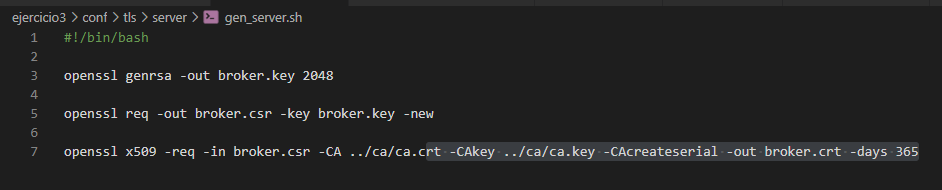 ejercicio3 > conf > tls > server > gen_server.sh
1 #!/bin/bash
2
3 openssl genrsa -out broker.key 2048
4
5 openssl req -out broker.csr -key broker.key -new
6
7 openssl x509 -req -in broker.csr -CA ../ca/ca.crt -CAkey ../ca/ca.key -CAcreateserial -out broker.crt -days 365